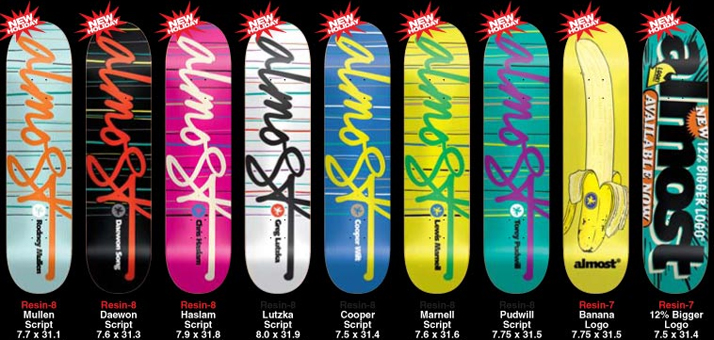 NEW HOLIDAY
NEW HOLIDAY
NEW HOLIDAY
NEW HOLIDAY
NEW HOLIDAY
NEW HOLIDAY
NEW HOLIDAY
NEW HOLIDAY
NEW HOLIDAY
almost
Rodney Mullen
almost
Daewon Song
almost
Chris Haslam
almost
Greg Lutzka
almost
Cooper Wilt
almost
Lewis Marnell
almost
Torey Pudwill
almost
almost
AVAILABLE NOW
NEW 12% BIGGER LOGO
Resin-8
Mullen
Script
7.7 x 31.1
Resin-8
Daewon
Script
7.6 x 31.3
Resin-8
Haslam
Script
7.9 x 31.8
Resin-8
Lutzka
Script
8.0 x 31.9
Resin-8
Cooper
Script
7.5 x 31.4
Resin-8
Marnell
Script
7.6 x 31.6
Resin-8
Pudwill
Script
7.75 x 31.5
Resin-7
Banana
Logo
7.75 x 31.5
Resin-7
12% Bigger
Logo
7.5 x 31.4